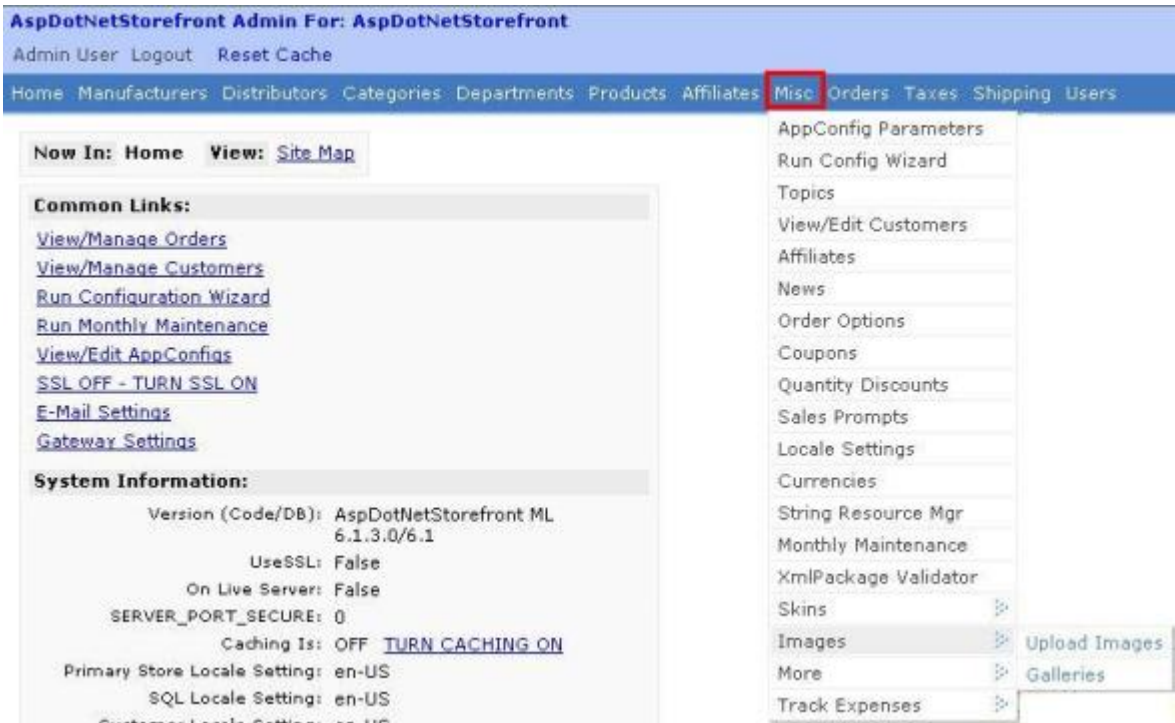 AspDotNetStorefront Admin For: AspDotNetStorefront
Admin User Logout Reset Cache
Home Manufacturers Distributors Categories Departments Products Affiliates Misc Orders Taxes Shipping Users
Now In: Home View: Site Map
Common Links:
View/Manage Orders
View/Manage Customers
Run Configuration Wizard
Run Monthly Maintenance
View/Edit AppConfigs
SSL OFF - TURN SSL ON
E-Mail Settings
Gateway Settings
System Information:
Version (Code/DB): AspDotNetStorefront ML
6.1.3.0/6.1
UseSSL: False
On Live Server: False
SERVER_PORT_SECURE: 0
Caching Is: OFF TURN CACHING ON
Primary Store Locale Setting: en-US
SQL Locale Setting: en-US
Customer Locale Setting: en-US
AppConfig Parameters
Run Config Wizard
Topics
View/Edit Customers
Affiliates
News
Order Options
Coupons
Quantity Discounts
Sales Prompts
Locale Settings
Currencies
String Resource Mgr
Monthly Maintenance
XmlPackage Validator
Skins
Images
More
Track Expenses
Upload Images
Galleries